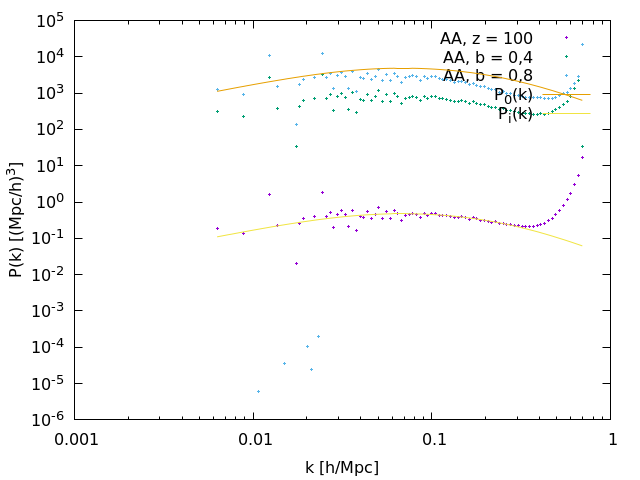 10^5
10^4
10^3
10^2
10^1
10^0
10^-1
10^-2
10^-3
10^-4
10^-5
10^-6
0.001
0.01
0.1
1
k [h/Mpc]
P(k) [(Mpc/h)^3]
AA, z = 100
AA, b = 0,4
AA, b = 0,8
P_0(k)
P_i(k)